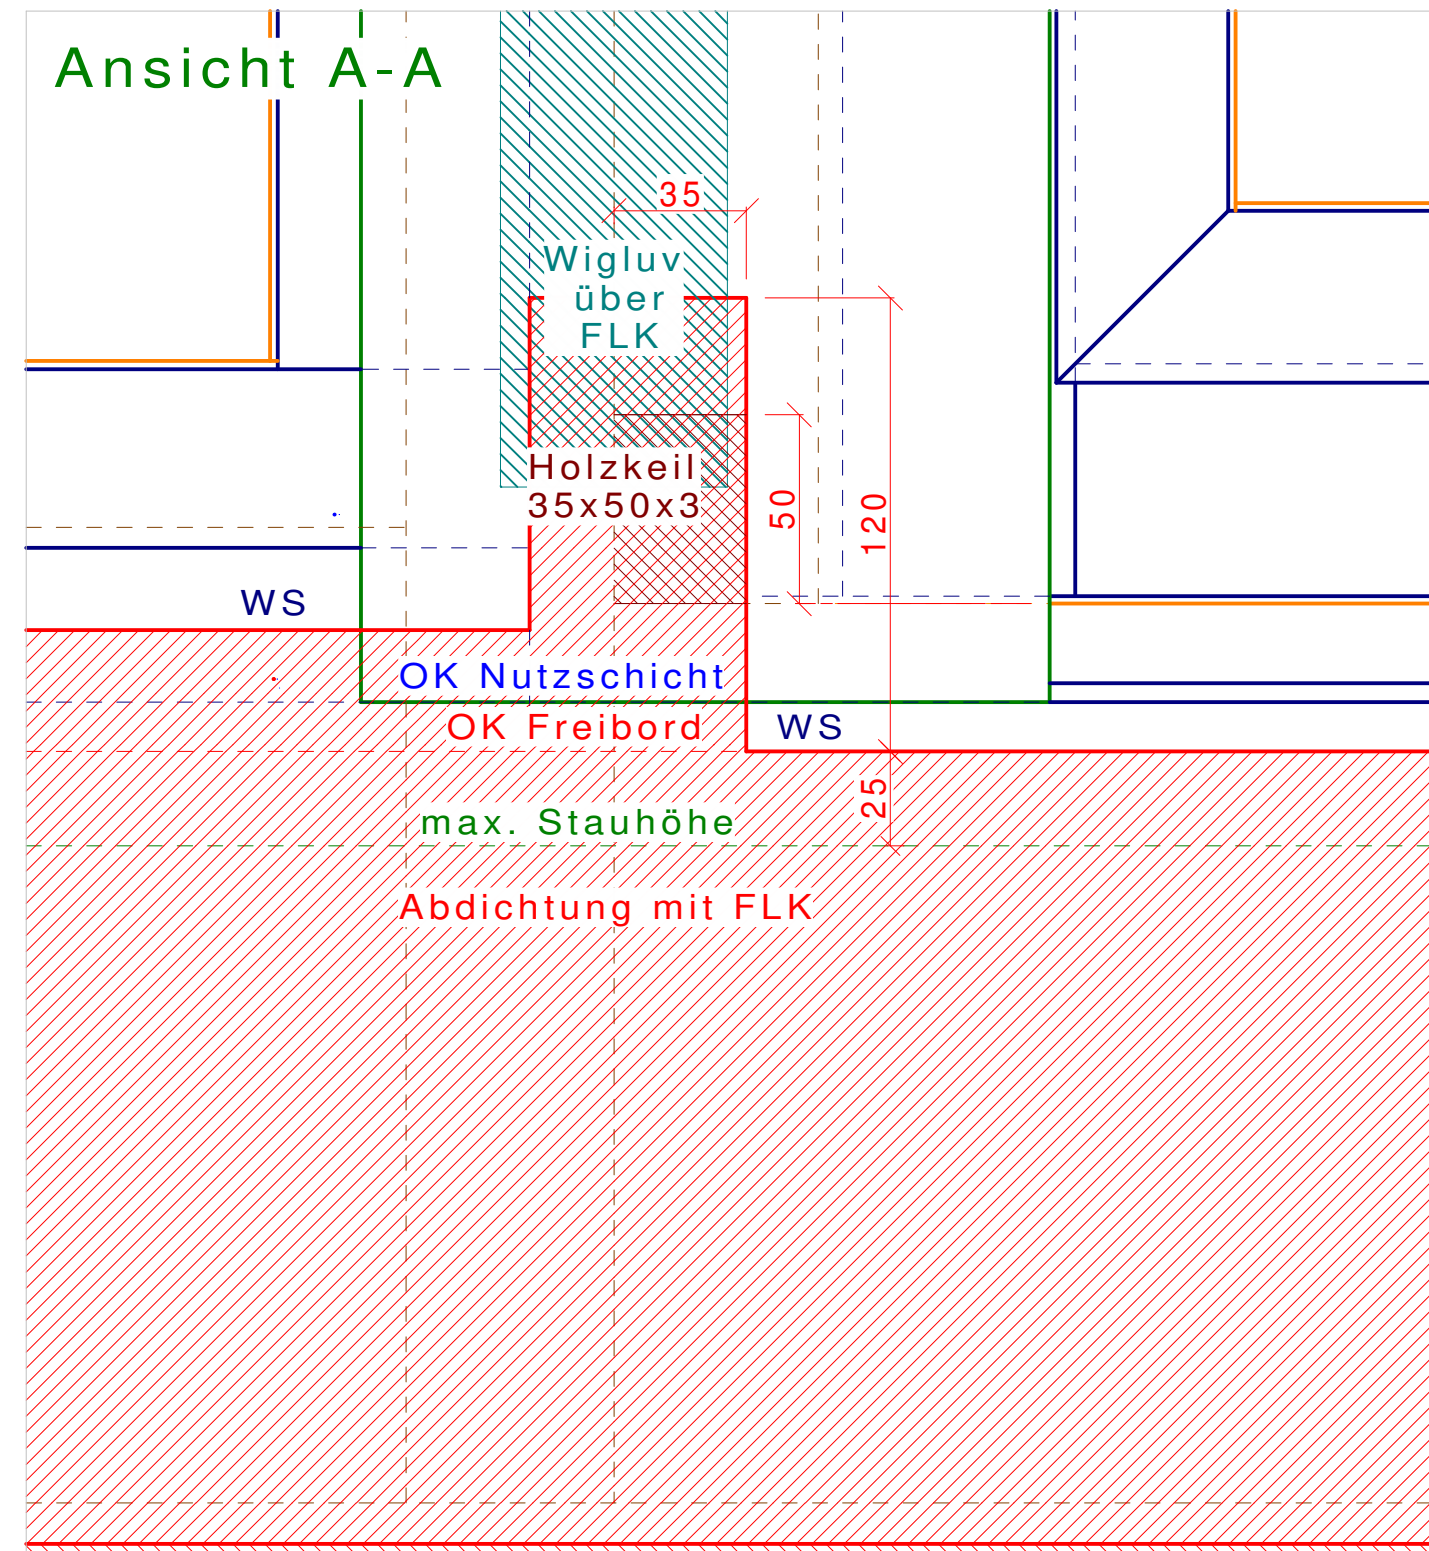 Ansicht A-A
35
Wigluv
über
FLK
Holzkeil
35x50x3
50
120
WS
OK Nutzschicht
OK Freibord
WS
25
max. Stauhöhe
Abdichtung mit FLK